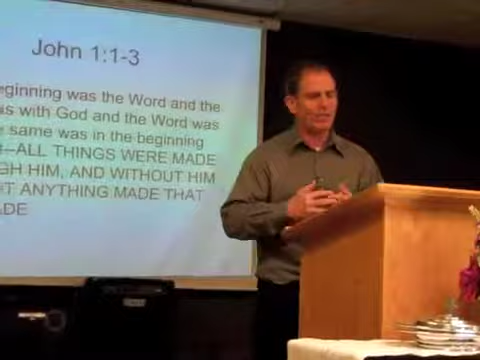 John 1:1-3
eginning was the Word and the
s with God and the Word was
e same was in the beginning
–ALL THINGS WERE MADE
GH HIM, AND WITHOUT HIM
T ANYTHING MADE THAT
DE